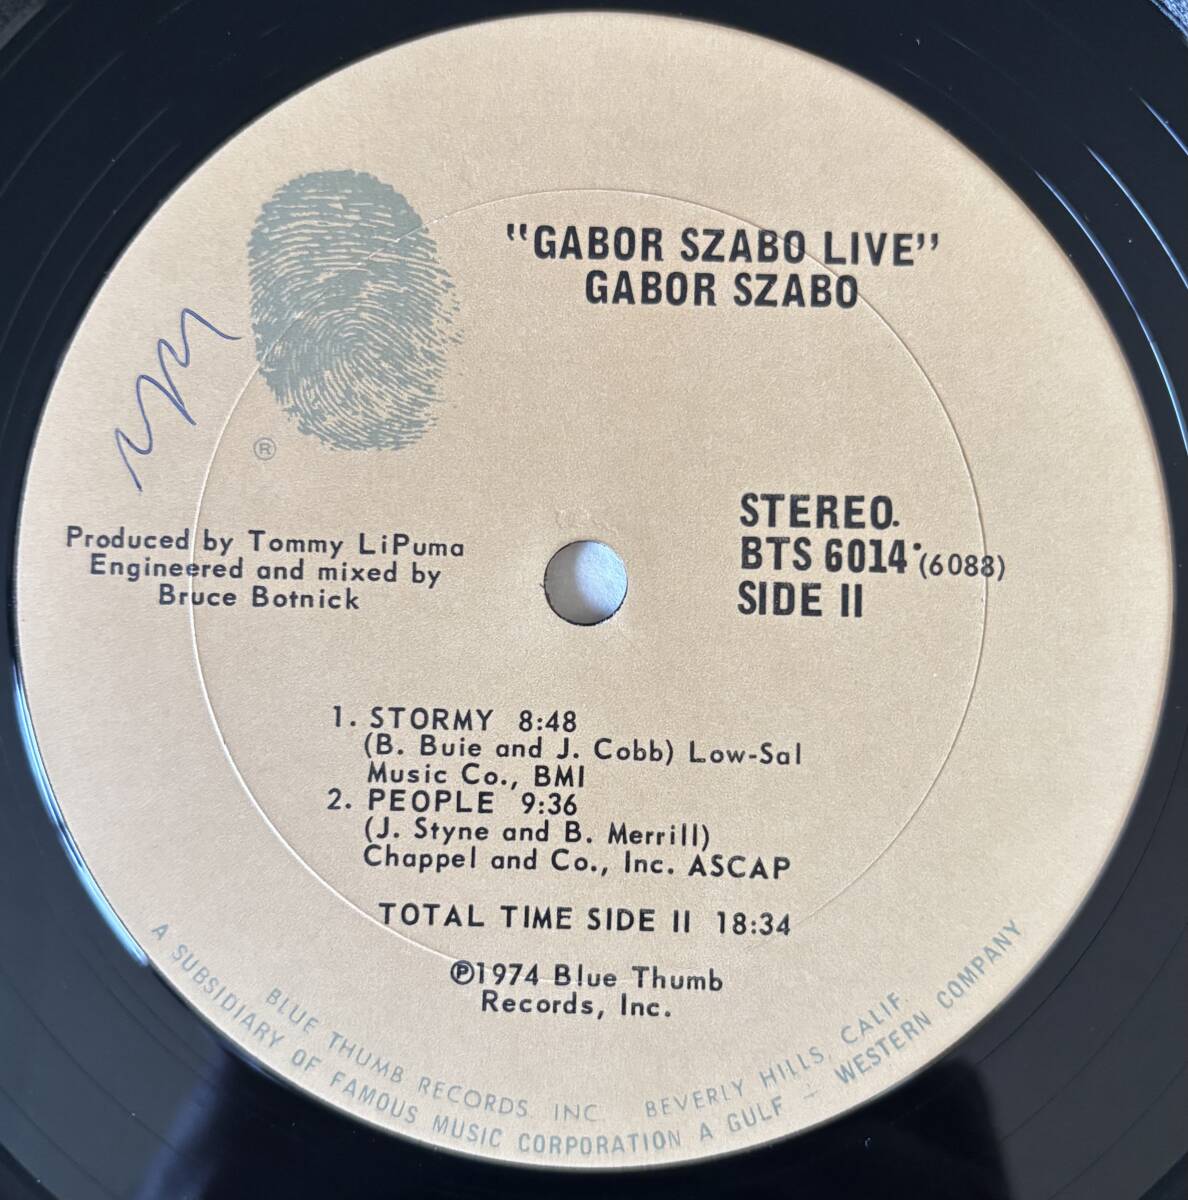 "GABOR SZABO LIVE"
GABOR SZABO
®
Produced by Tommy LiPuma
Engineered and mixed by
Bruce Botnick
STEREO.
BTS 6014 (6088)
SIDE II
1. STORMY 8:48
(B. Buie and J. Cobb) Low-Sal
Music Co., BMI
2. PEOPLE 9:36
(J. Styne and B. Merrill)
Chappel and Co., Inc. ASCAP
TOTAL TIME SIDE II 18:34
℗1974 Blue Thumb
Records, Inc.
BLUE THUMB RECORDS, INC. BEVERLY HILLS, CALIF.
A SUBSIDIARY OF FAMOUS MUSIC CORPORATION A GULF + WESTERN COMPANY